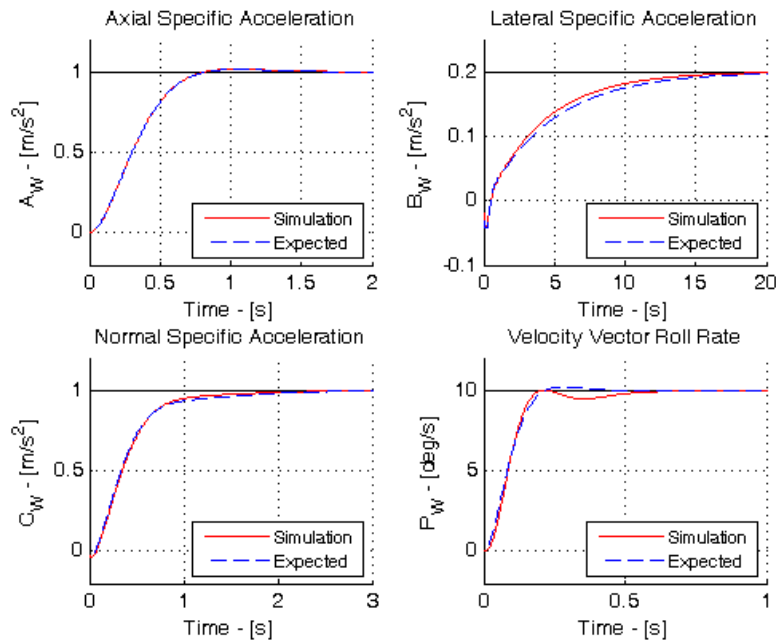 Axial Specific Acceleration
A_W - [m/s^2]
1
0.5
0
Simulation
Expected
0 0.5 1 1.5 2
Time - [s]
Lateral Specific Acceleration
B_W - [m/s^2]
0.2
0.1
0
-0.1
Simulation
Expected
0 5 10 15 20
Time - [s]
Normal Specific Acceleration
C_W - [m/s^2]
1
0.5
0
Simulation
Expected
0 1 2 3
Time - [s]
Velocity Vector Roll Rate
P_W - [deg/s]
10
5
0
Simulation
Expected
0 0.5 1
Time - [s]